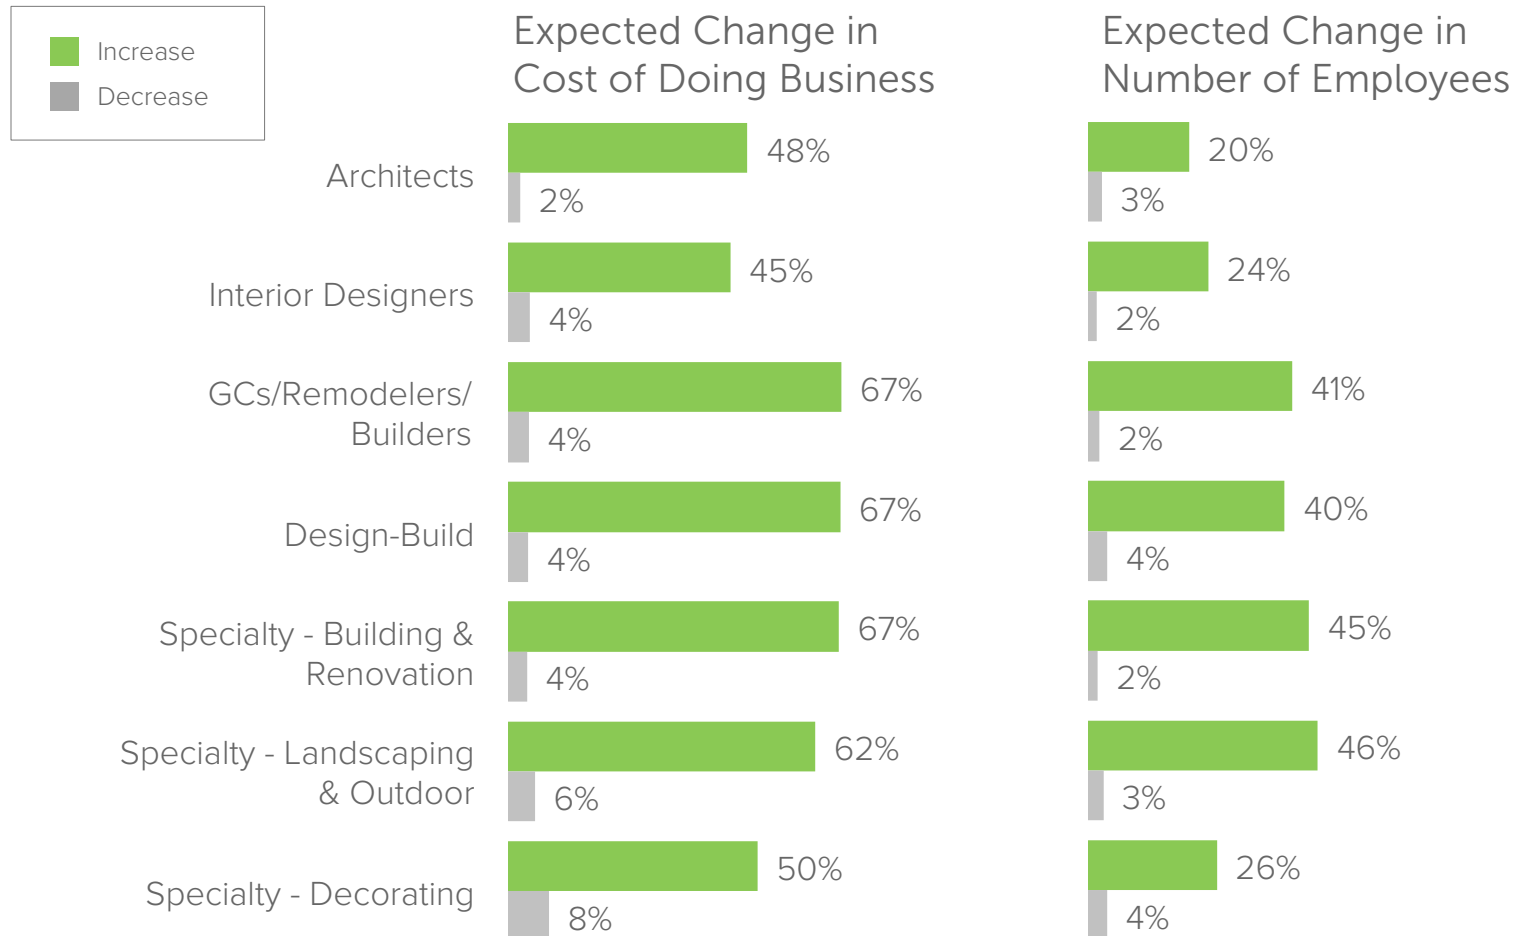 Increase
Decrease
Expected Change in
Cost of Doing Business
Expected Change in
Number of Employees
Architects
48%
2%
20%
3%
Interior Designers
45%
4%
24%
2%
GCs/Remodelers/
Builders
67%
4%
41%
2%
Design-Build
67%
4%
40%
4%
Specialty - Building &
Renovation
67%
4%
45%
2%
Specialty - Landscaping
& Outdoor
62%
6%
46%
3%
Specialty - Decorating
50%
8%
26%
4%